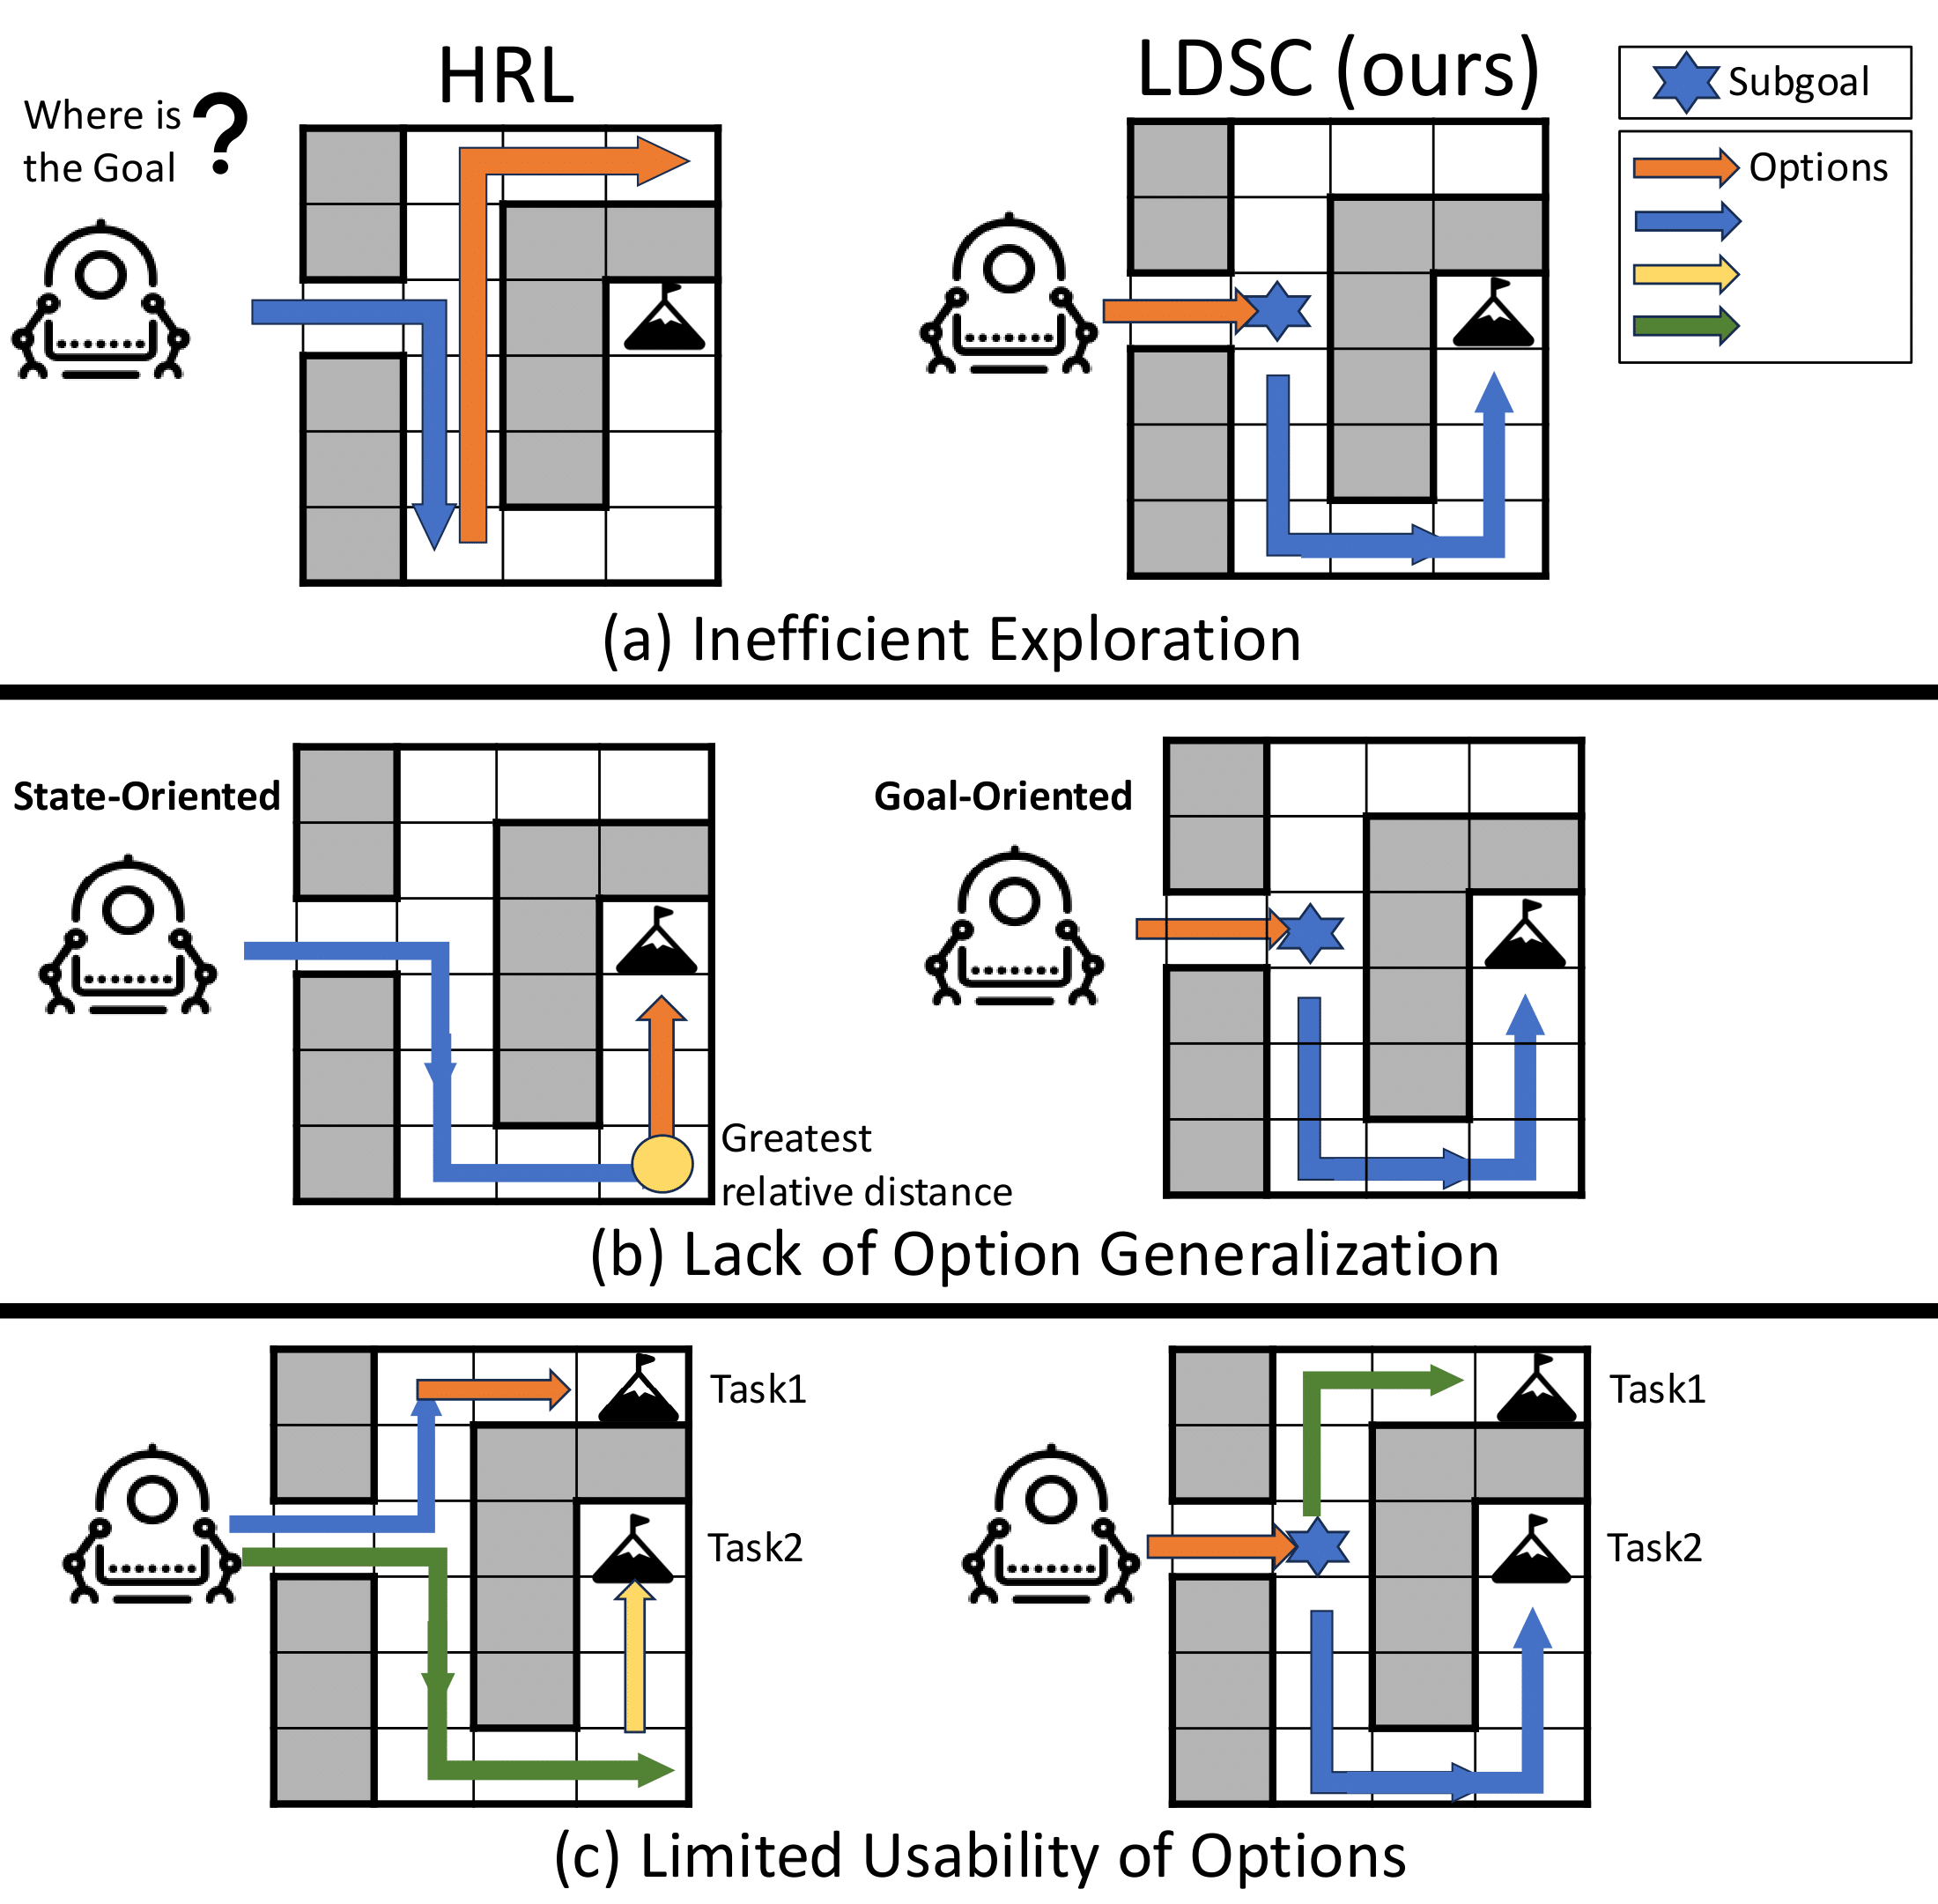 HRL
LDSC (ours)
Subgoal
Options
Where is
the Goal ?
(a) Inefficient Exploration
State-Oriented
Goal-Oriented
Greatest
relative distance
(b) Lack of Option Generalization
Task1
Task2
Task1
Task2
(c) Limited Usability of Options